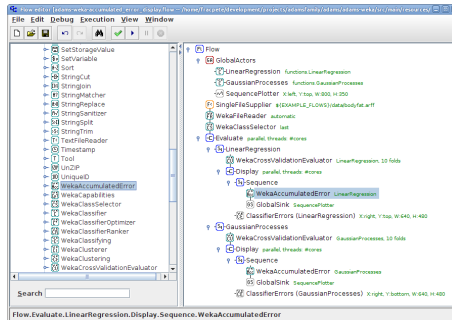 Flow editor [adams-weka-accumulated_error_display.flow -- /home/fracpete/development/projects/adamsfamily/adams/adams-weka/src/main/resources/
File Edit Debug Execution View Window
SetStorageValue
SetVariable
Sort
StringCut
StringJoin
StringMatcher
StringReplace
StringSanitizer
StringSplit
StringTrim
TextFileReader
Timestamp
Tool
UnZIP
UniqueID
WekaAccumulatedError
WekaCapabilities
WekaClassSelector
WekaClassifier
WekaClassifierOptimizer
WekaClassifierRanker
WekaClassifying
WekaClusterer
WekaClustering
WekaCrossValidationEvaluator
Search
Flow
GlobalActors
LinearRegression functions.LinearRegression
GaussianProcesses functions.GaussianProcesses
SequencePlotter X:left, Y:top, W:800, H:350
SingleFileSupplier ${EXAMPLE_FLOWS}/data/bodyfat.arff
WekaFileReader automatic
WekaClassSelector last
Evaluate parallel, threads: #cores
LinearRegression
WekaCrossValidationEvaluator LinearRegression, 10 folds
Display parallel, threads: #cores
Sequence
WekaAccumulatedError LinearRegression
GlobalSink SequencePlotter
ClassifierErrors (LinearRegression) X:right, Y:top, W:640, H:480
GaussianProcesses
WekaCrossValidationEvaluator GaussianProcesses, 10 folds
Display parallel, threads: #cores
Sequence
WekaAccumulatedError GaussianProcesses
GlobalSink SequencePlotter
ClassifierErrors (GaussianProcesses) X:right, Y:bottom, W:640, H:480
Flow.Evaluate.LinearRegression.Display.Sequence.WekaAccumulatedError